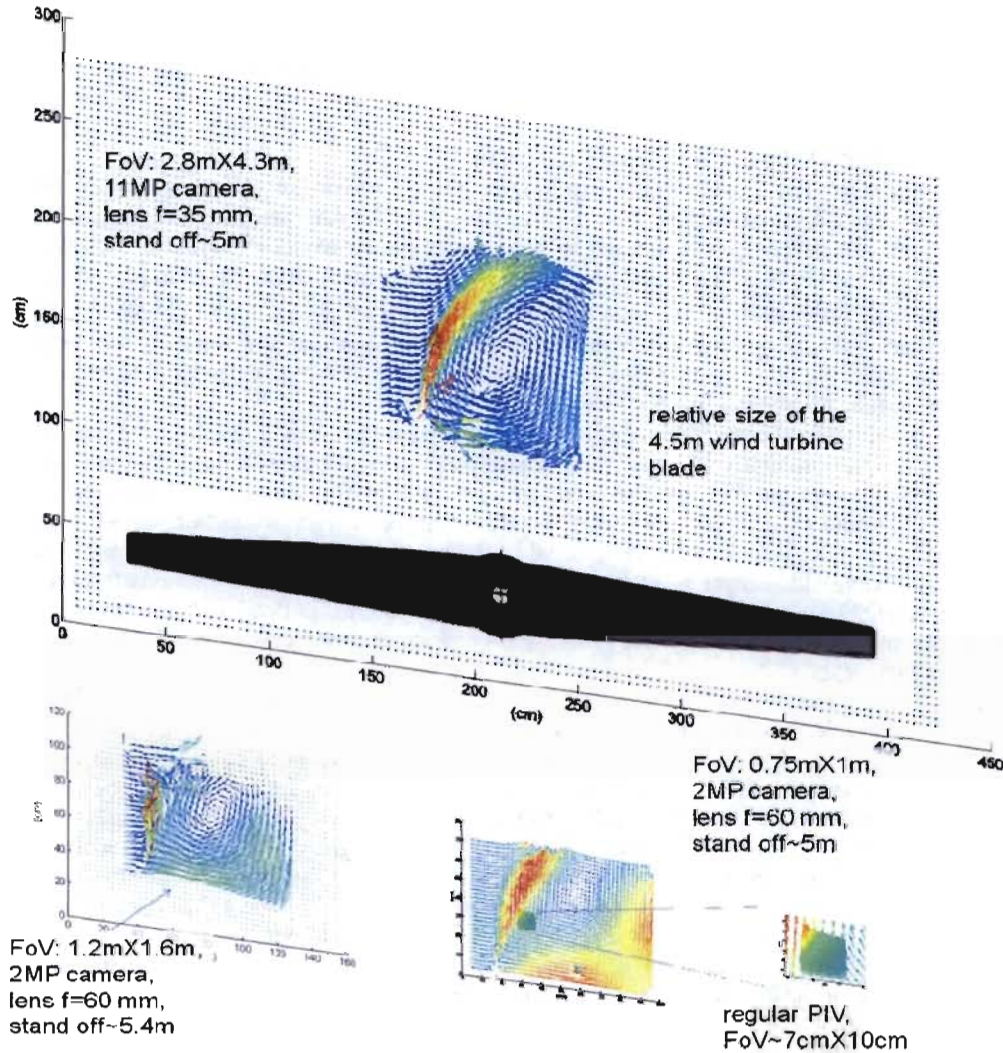 300
250
200
150
100
50
0
(cm)
FoV: 2.8mX4.3m,
11MP camera,
lens f=35 mm,
stand off~5m
relative size of the
4.5m wind turbine
blade
0
50
100
150
200
250
300
350
400
450
(cm)
120
100
80
60
40
20
0
0
20
100
120
140
160
FoV: 1.2mX1.6m,
2MP camera,
lens f=60 mm,
stand off~5.4m
FoV: 0.75mX1m,
2MP camera,
lens f=60 mm,
stand off~5m
regular PIV,
FoV~7cmX10cm